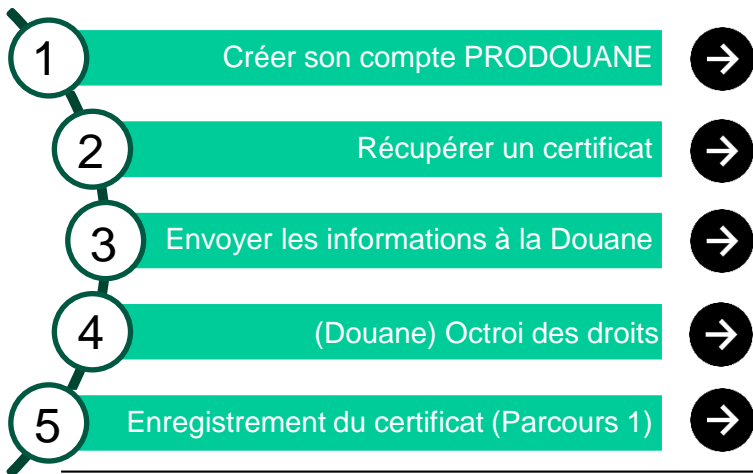 1 Créer son compte PRODOUANE
2 Récupérer un certificat
3 Envoyer les informations à la Douane
4 (Douane) Octroi des droits
5 Enregistrement du certificat (Parcours 1)